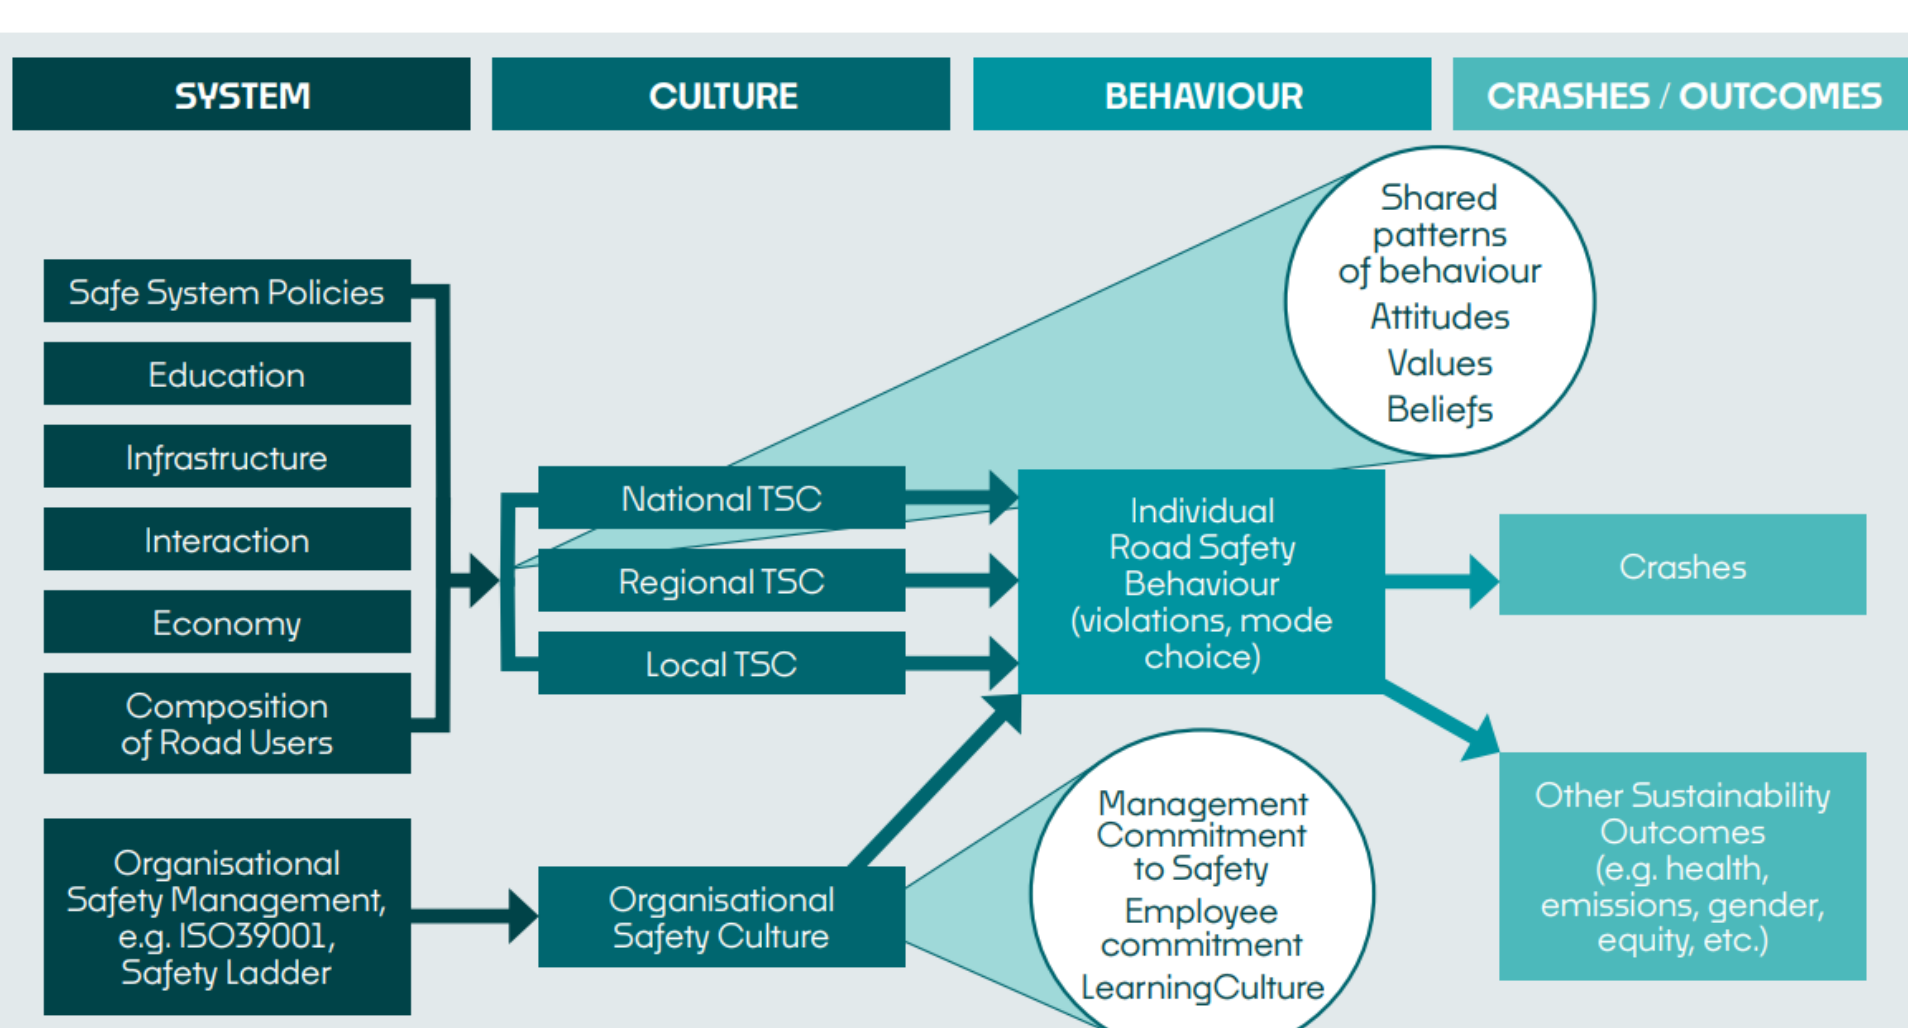 SYSTEM
CULTURE
BEHAVIOUR
CRASHES / OUTCOMES
Safe System Policies
Education
Infrastructure
Interaction
Economy
Composition
of Road Users
Organisational
Safety Management,
e.g. ISO39001,
Safety Ladder
National TSC
Regional TSC
Local TSC
Organisational
Safety Culture
Shared
patterns
of behaviour
Attitudes
Values
Beliefs
Individual
Road Safety
Behaviour
(violations, mode
choice)
Management
Commitment
to Safety
Employee
commitment
LearningCulture
Crashes
Other Sustainability
Outcomes
(e.g. health,
emissions, gender,
equity, etc.)